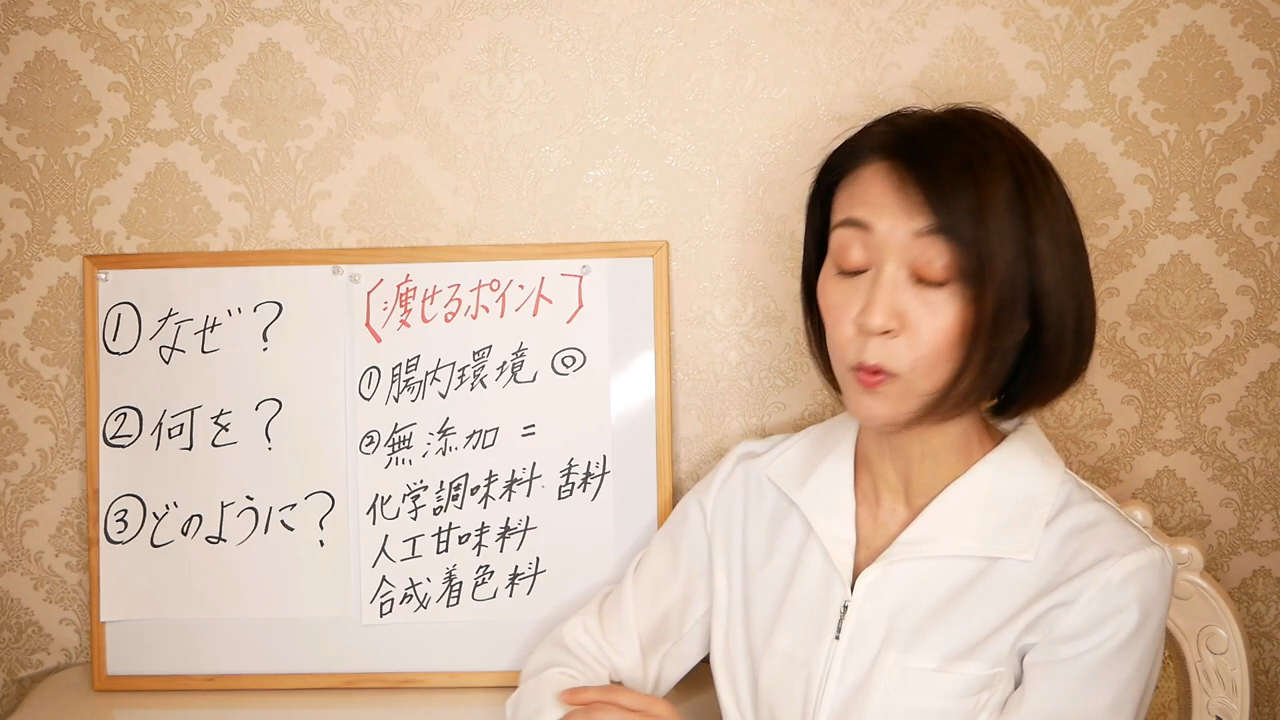 ①なぜ？
②何を？
③どのように？
［痩せるポイント］
①腸内環境◎
②無添加＝
化学調味料．香料
人工甘味料
合成着色料